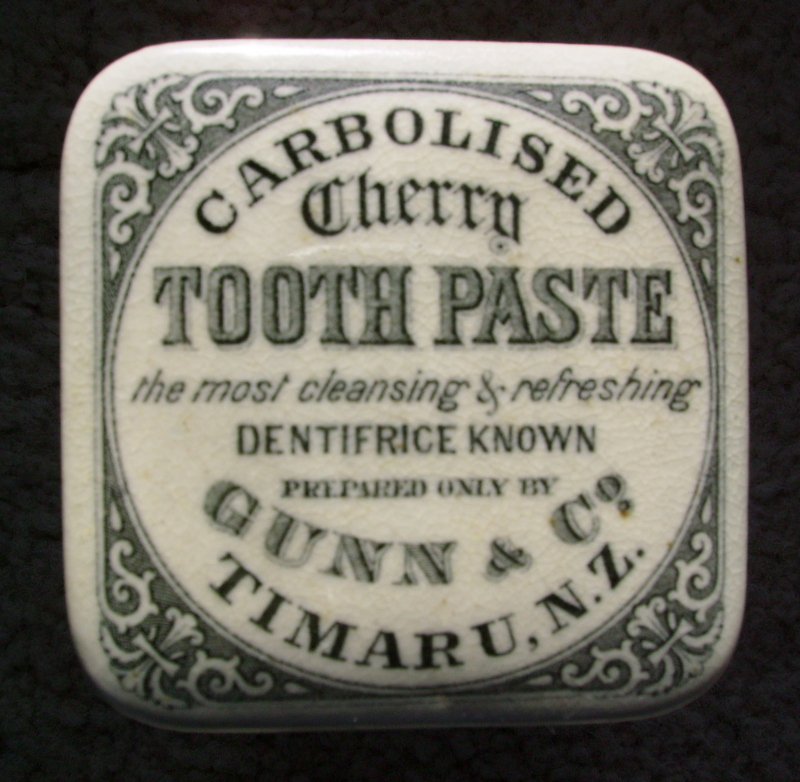 CARBOLISED
Cherry
TOOTH PASTE
the most cleansing & refreshing
DENTIFRICE KNOWN
PREPARED ONLY BY
GUNN & Co
TIMARU, N.Z.